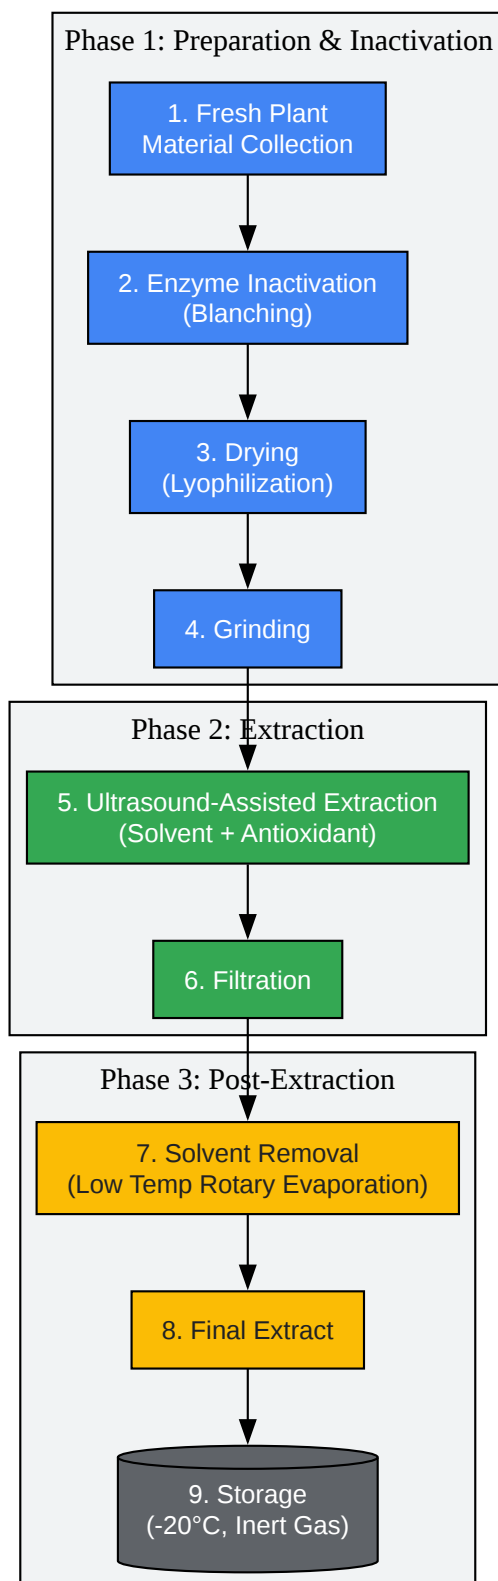 Phase 1: Preparation & Inactivation
1. Fresh Plant
Material Collection
2. Enzyme Inactivation
(Blanching)
3. Drying
(Lyophilization)
4. Grinding
Phase 2: Extraction
5. Ultrasound-Assisted Extraction
(Solvent + Antioxidant)
6. Filtration
Phase 3: Post-Extraction
7. Solvent Removal
(Low Temp Rotary Evaporation)
8. Final Extract
9. Storage
(-20°C, Inert Gas)